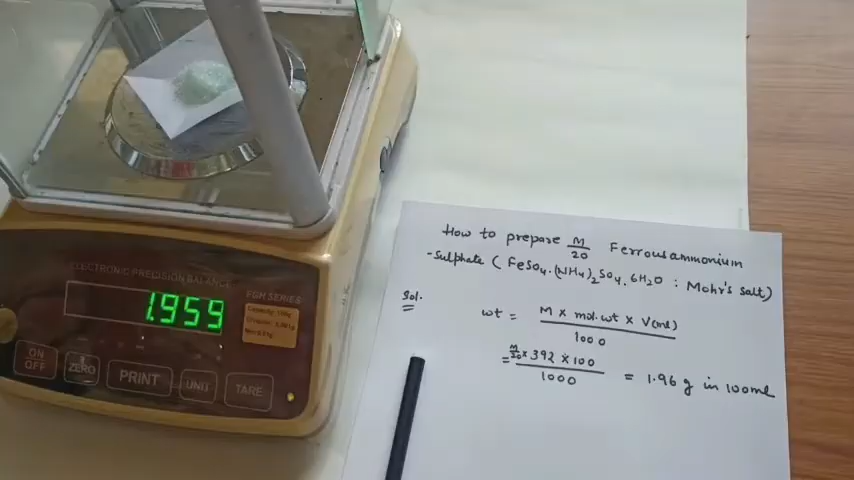 ELECTRONIC PRECISION BALANCE
FGH SERIES
1.959
ON
OFF
ZERO
PRINT
UNIT
TARE
How to prepare M/20 Ferrous ammonium
-Sulphate (FeSO4.(NH4)2SO4.6H2O : Mohr's salt)
Sol.
wt = M × mol.wt × V(ml) / 1000
= M/20 × 392 × 100 / 1000 = 1.96 g in 100ml